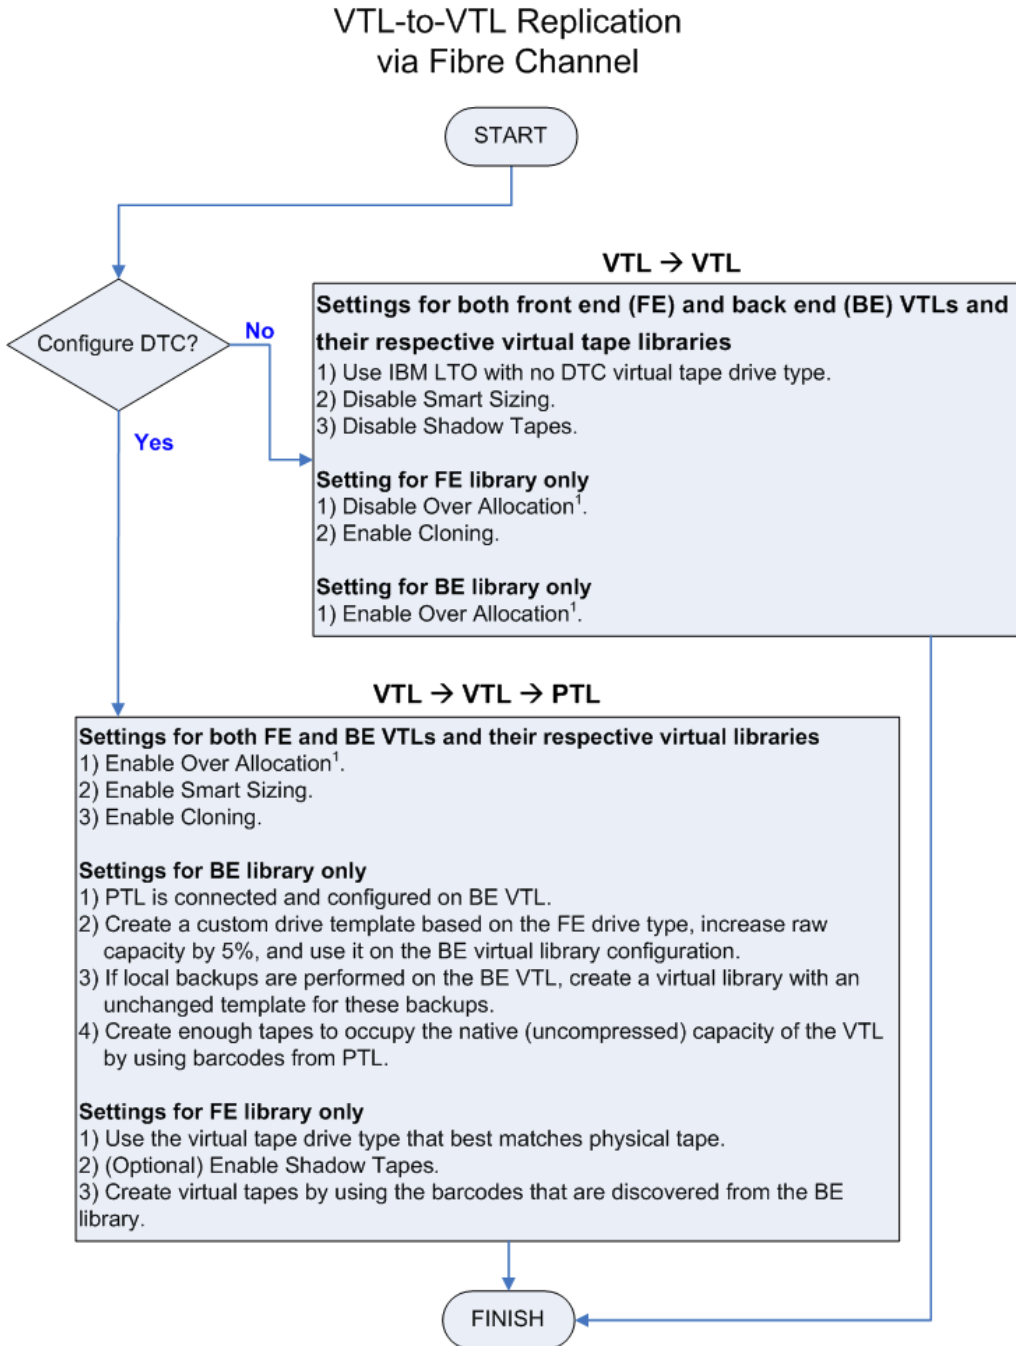 VTL-to-VTL Replication
via Fibre Channel
START
Configure DTC?
No
Yes
VTL → VTL
Settings for both front end (FE) and back end (BE) VTLs and
their respective virtual tape libraries
1) Use IBM LTO with no DTC virtual tape drive type.
2) Disable Smart Sizing.
3) Disable Shadow Tapes.
Setting for FE library only
1) Disable Over Allocation¹.
2) Enable Cloning.
Setting for BE library only
1) Enable Over Allocation¹.
VTL → VTL → PTL
Settings for both FE and BE VTLs and their respective virtual libraries
1) Enable Over Allocation¹.
2) Enable Smart Sizing.
3) Enable Cloning.
Settings for BE library only
1) PTL is connected and configured on BE VTL.
2) Create a custom drive template based on the FE drive type, increase raw
capacity by 5%, and use it on the BE virtual library configuration.
3) If local backups are performed on the BE VTL, create a virtual library with an
unchanged template for these backups.
4) Create enough tapes to occupy the native (uncompressed) capacity of the VTL
by using barcodes from PTL.
Settings for FE library only
1) Use the virtual tape drive type that best matches physical tape.
2) (Optional) Enable Shadow Tapes.
3) Create virtual tapes by using the barcodes that are discovered from the BE
library.
FINISH